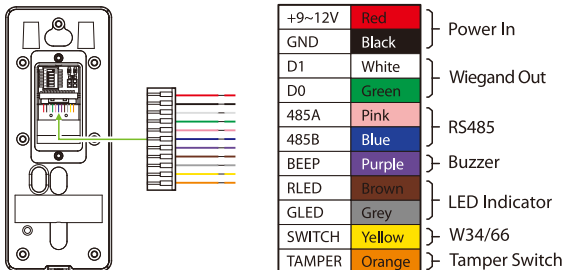 +9~12V Red Power In
GND Black
D1 White Wiegand Out
D0 Green
485A Pink RS485
485B Blue
BEEP Purple Buzzer
RLED Brown LED Indicator
GLED Grey
SWITCH Yellow W34/66
TAMPER Orange Tamper Switch